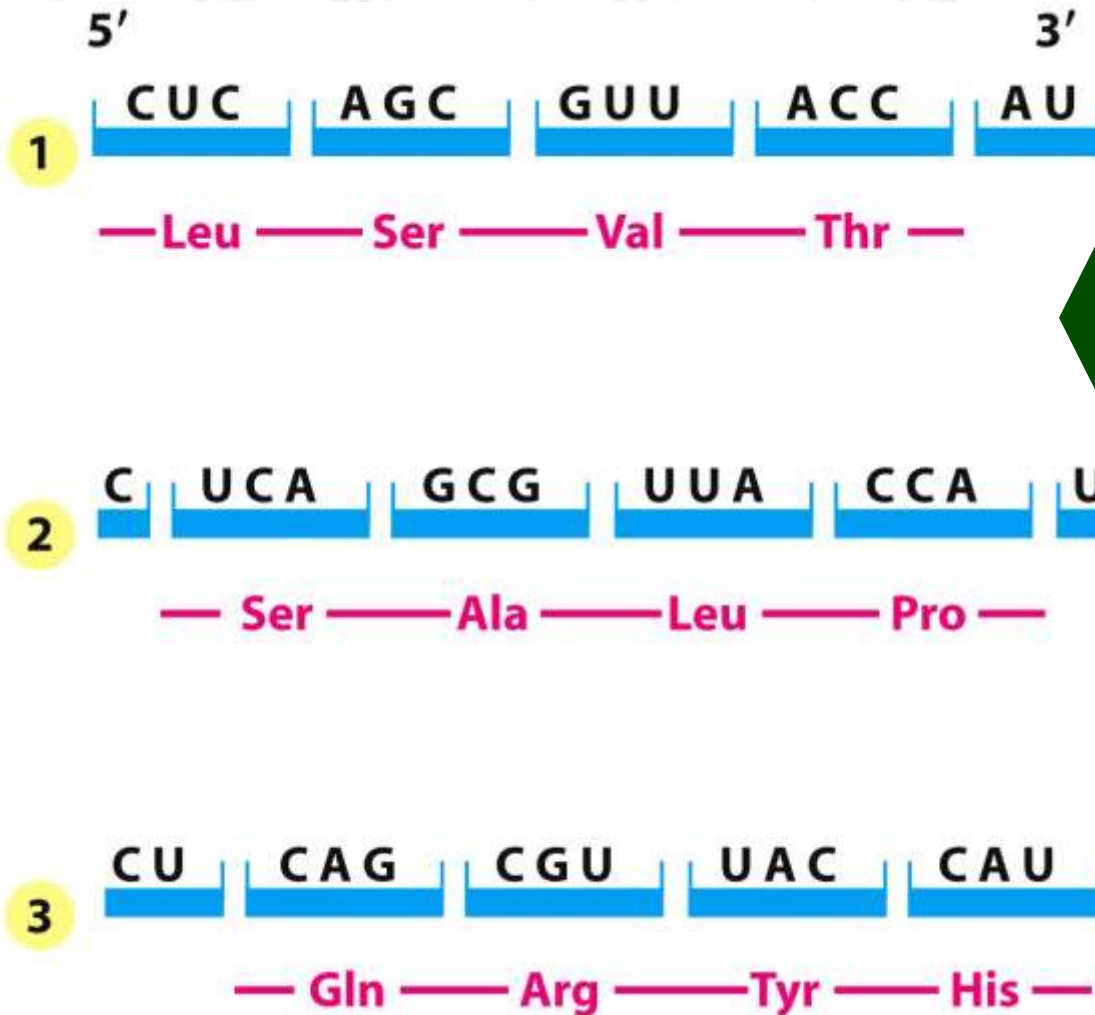 5′ 3′
CUC AGC GUU ACC AU
1
Leu Ser Val Thr
C UCA GCG UUA CCA U
2
Ser Ala Leu Pro
CU CAG CGU UAC CAU
3
Gln Arg Tyr His